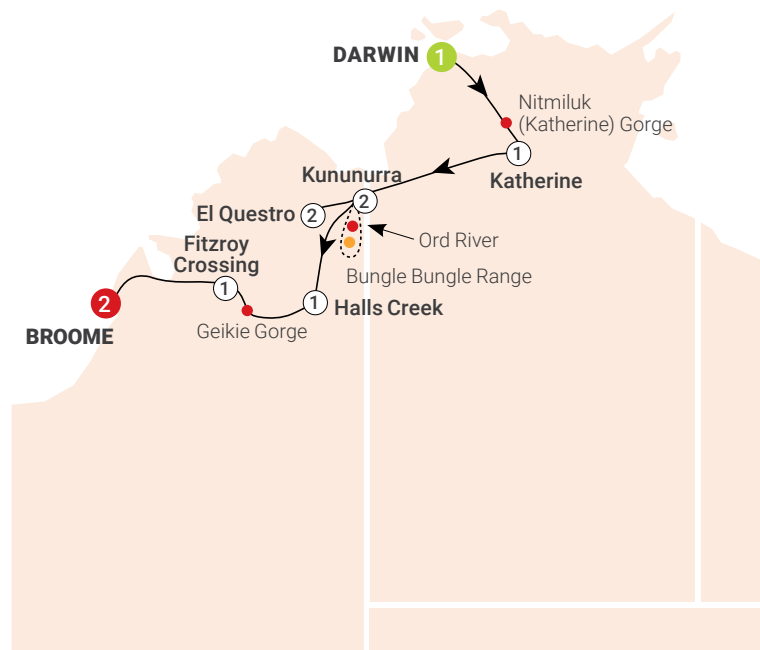 DARWIN
1
Nitmiluk
(Katherine) Gorge
1
Katherine
Kununurra
2
El Questro
2
Ord River
Fitzroy
Crossing
Bungle Bungle Range
1
1
Halls Creek
2
BROOME
Geikie Gorge